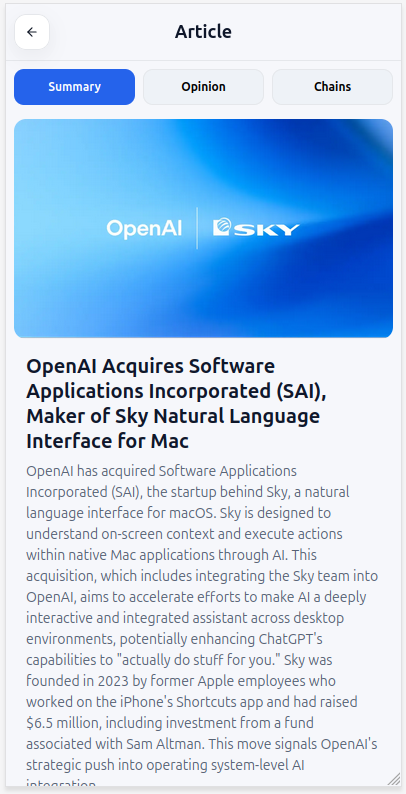 Article
Summary
Opinion
Chains
OpenAI
SKY
OpenAI Acquires Software
Applications Incorporated (SAI),
Maker of Sky Natural Language
Interface for Mac
OpenAI has acquired Software Applications
Incorporated (SAI), the startup behind Sky, a natural
language interface for macOS. Sky is designed to
understand on-screen context and execute actions
within native Mac applications through AI. This
acquisition, which includes integrating the Sky team into
OpenAI, aims to accelerate efforts to make AI a deeply
interactive and integrated assistant across desktop
environments, potentially enhancing ChatGPT's
capabilities to "actually do stuff for you." Sky was
founded in 2023 by former Apple employees who
worked on the iPhone's Shortcuts app and had raised
$6.5 million, including investment from a fund
associated with Sam Altman. This move signals OpenAI's
strategic push into operating system-level AI
integration